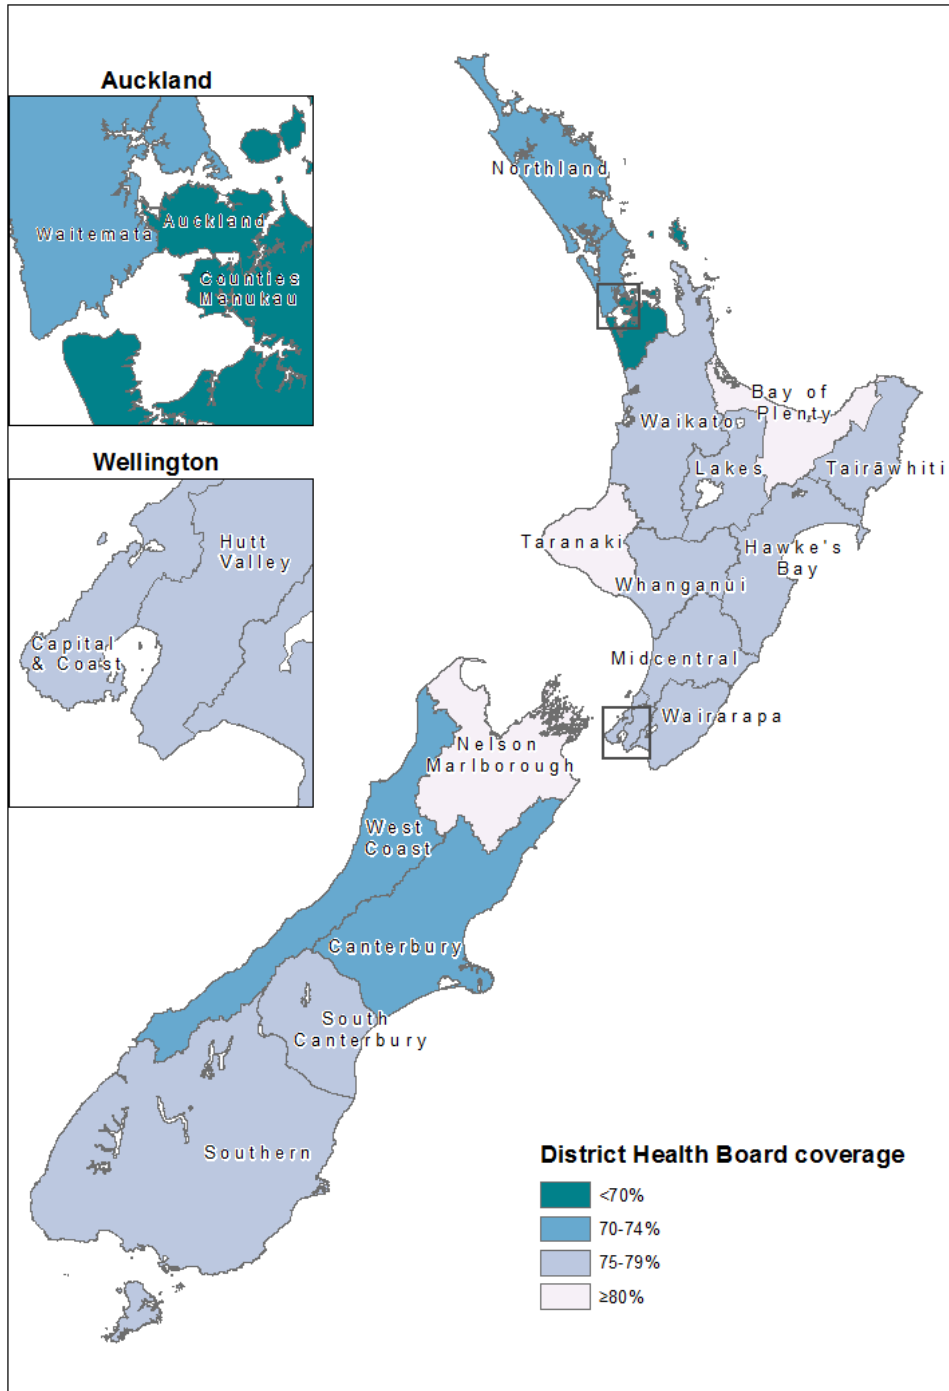 Auckland
Waitematā
Auckland
Counties
Manukau
Wellington
Hutt
Valley
Capital
& Coast
Northland
Bay of
Plenty
Waikato
Lakes
Tairāwhiti
Taranaki
Hawke's
Bay
Whanganui
Midcentral
Wairarapa
Nelson
Marlborough
West
Coast
Canterbury
South
Canterbury
Southern
District Health Board coverage
<70%
70-74%
75-79%
≥80%